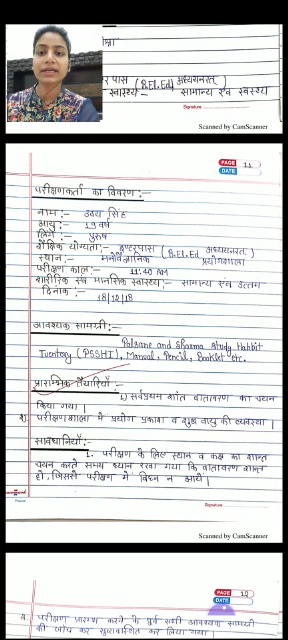 पर पास (B.El.Ed) अध्ययनरत्
स्वास्थ्य:- सामान्य एंव स्वस्थ्य
Signature
Scanned by CamScanner
PAGE 11
DATE
परीक्षणकर्ता का विवरण:-
नाम:- उदय सिंह
आयु:- 19 वर्ष
लिंग:- पुरुष
शैक्षिक योग्यता:- इण्टरपास (B.El.Ed अध्ययनरत्)
स्थान:- मनोवैज्ञानिक प्रयोगशाला
परीक्षण काल:- 11:40 AM
शारीरिक एंव मानसिक स्वास्थ्य:- सामान्य एंव उत्तम
दिनांक:- 18/12/18
आवश्यक सामग्री:-
Palsane and Sharma Study Habbit
Inventory (PSSHI), Manual, Pencil, Booklet etc.
प्रारम्भिक तैयारियाँ:-
1) सर्वप्रथम शांत वातावरण का चयन
किया गया।
2) परीक्षणशाला में प्रयोग प्रकाश व शुद्ध वायु की व्यवस्था।
सावधानियाँ:-
1. परीक्षण के लिए स्थान व कक्ष का शान्त
चयन करते समय ध्यान रखा गया कि वातावरण शान्त
हो, जिससे परीक्षण में विघ्न न आये।
Signature
Scanned by CamScanner
PAGE 12
DATE
परीक्षण प्रारम्भ करने के पूर्व सभी आवश्यक सामग्री
की जाँच कर सुव्यवस्थित कर लिया गया।